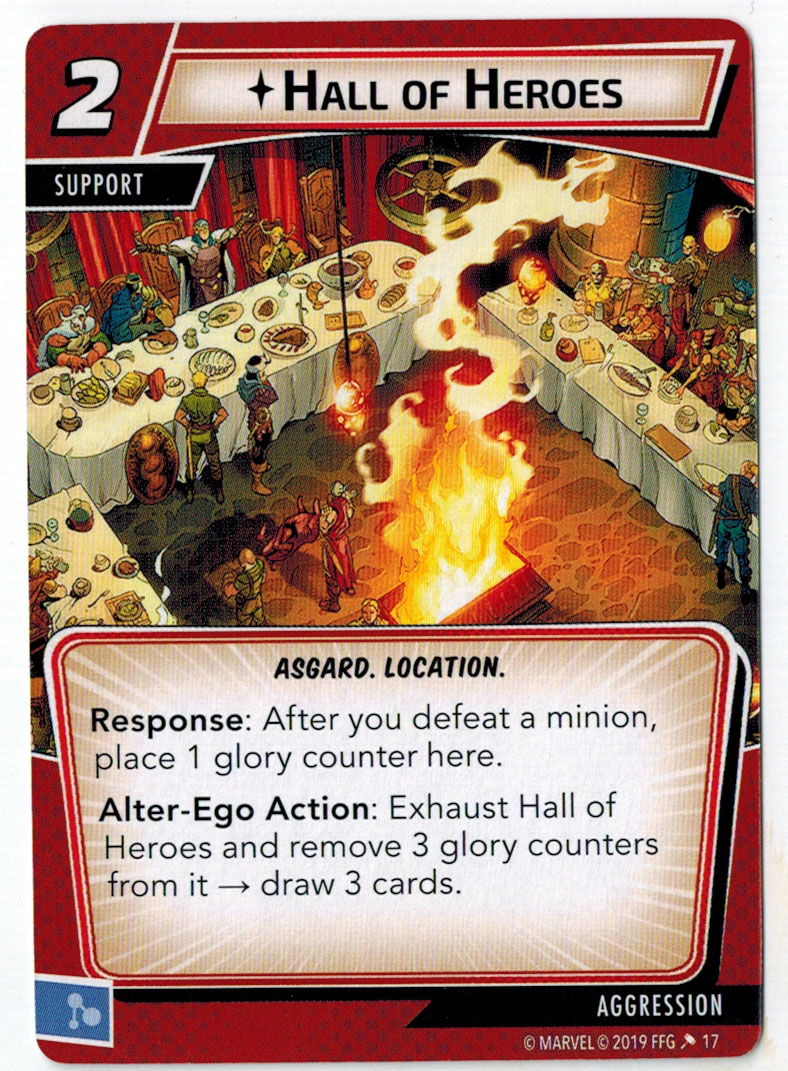 2
HALL OF HEROES
SUPPORT
ASGARD. LOCATION.
Response: After you defeat a minion,
place 1 glory counter here.
Alter-Ego Action: Exhaust Hall of
Heroes and remove 3 glory counters
from it → draw 3 cards.
AGGRESSION
© MARVEL © 2019 FFG 17